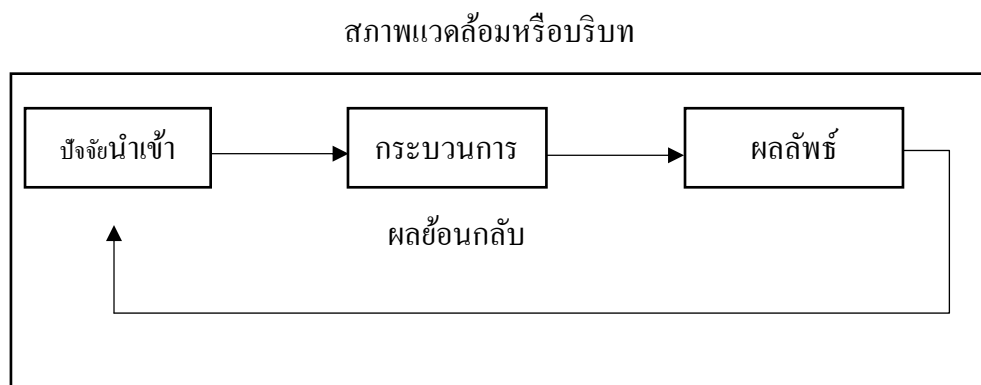 สภาพแวดล้อมหรือบริบท
ปัจจัยนำเข้า
กระบวนการ
ผลลัพธ์
ผลย้อนกลับ